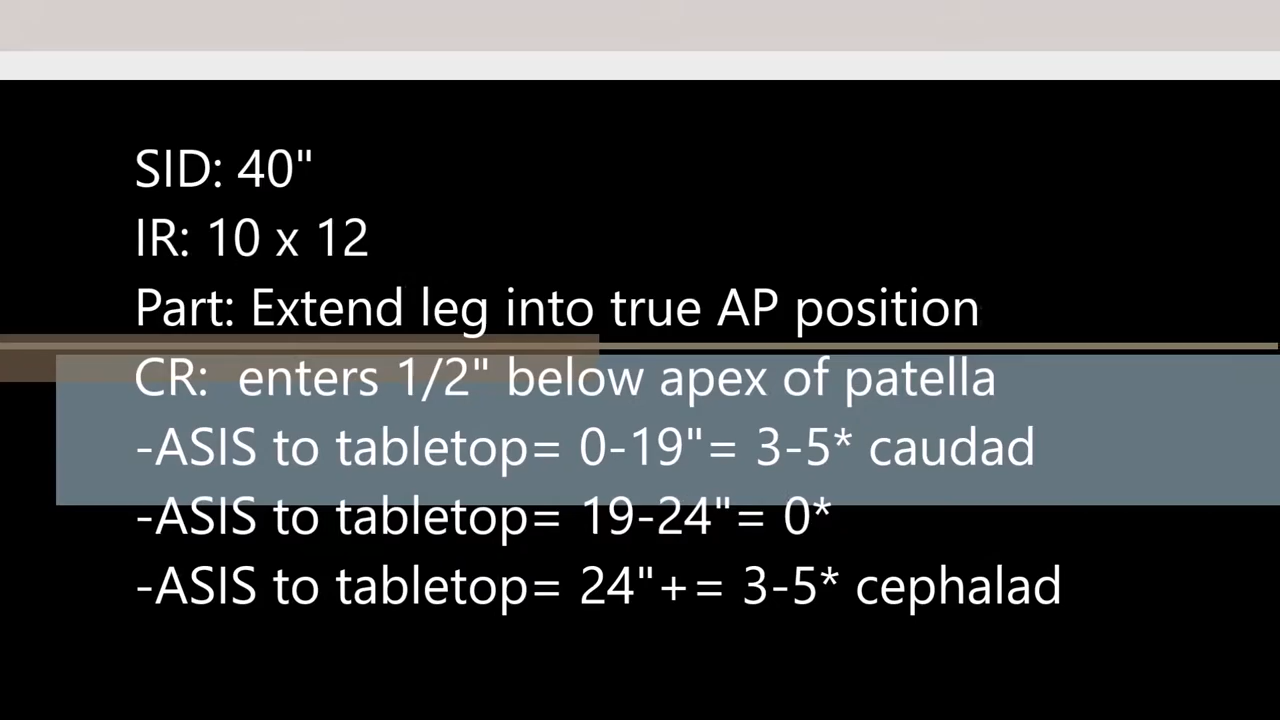 SID: 40"
IR: 10 x 12
Part: Extend leg into true AP position
CR:  enters 1/2" below apex of patella
-ASIS to tabletop= 0-19"= 3-5* caudad
-ASIS to tabletop= 19-24"= 0*
-ASIS to tabletop= 24"+= 3-5* cephalad